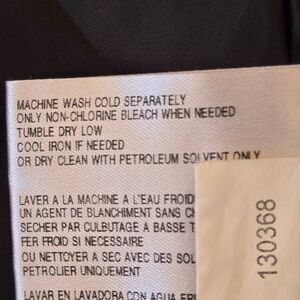 MACHINE WASH COLD SEPARATELY
ONLY NON-CHLORINE BLEACH WHEN NEEDED
TUMBLE DRY LOW
COOL IRON IF NEEDED
OR DRY CLEAN WITH PETROLEUM SOLVENT ONLY
LAVER A LA MACHINE A L'EAU FROID
UN AGENT DE BLANCHIMENT SANS
SECHER PAR CULBUTAGE A BASSE
FER FROID SI NECESSAIRE
OU NETTOYER A SEC AVEC DES
PETROLIER UNIQUEMENT
LAVAR EN LAVADORA CON AGUA
130368